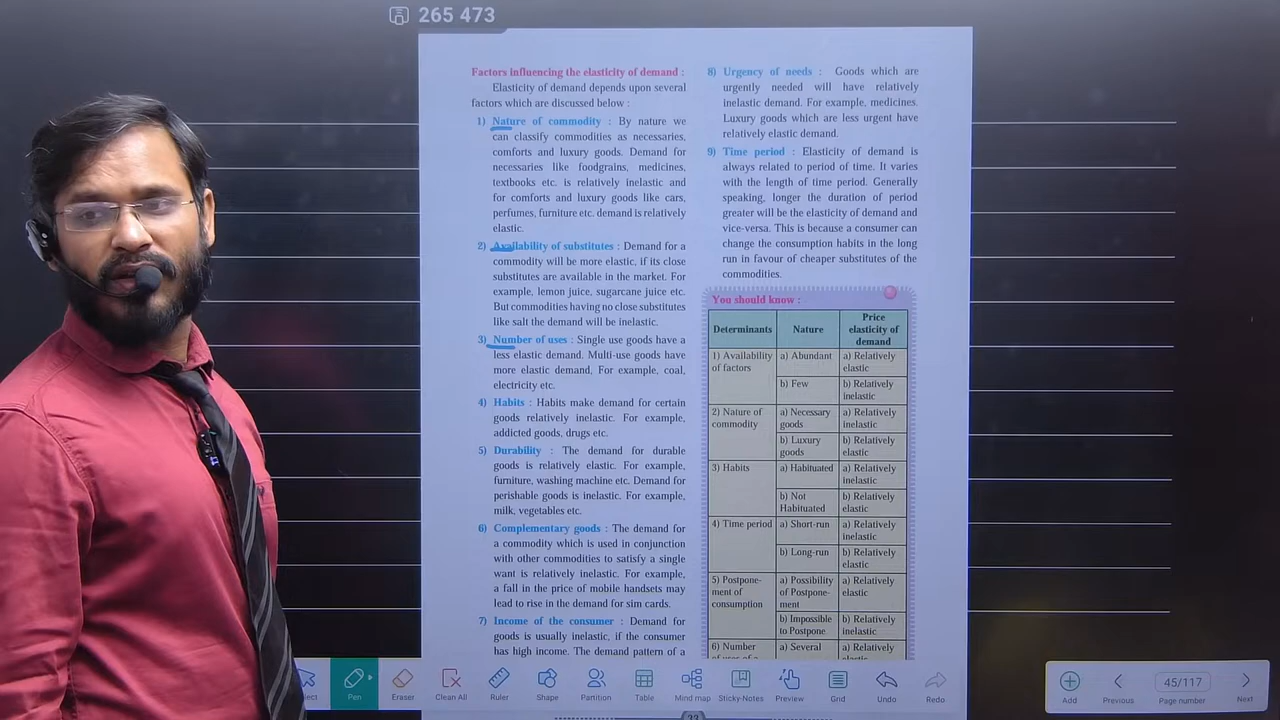 265 473
Factors influencing the elasticity of demand :
Elasticity of demand depends upon several
factors which are discussed below :
1) Nature of commodity : By nature we
can classify commodities as necessaries,
comforts and luxury goods. Demand for
necessaries like foodgrains, medicines,
textbooks etc. is relatively inelastic and
for comforts and luxury goods like cars,
perfumes, furniture etc. demand is relatively
elastic.
2) Availability of substitutes : Demand for a
commodity will be more elastic, if its close
substitutes are available in the market. For
example, lemon juice, sugarcane juice etc.
But commodities having no close substitutes
like salt the demand will be inelastic.
3) Number of uses : Single use goods have a
less elastic demand. Multi-use goods have
more elastic demand, For example, coal,
electricity etc.
4) Habits : Habits make demand for certain
goods relatively inelastic. For example,
addicted goods, drugs etc.
5) Durability : The demand for durable
goods is relatively elastic. For example,
furniture, washing machine etc. Demand for
perishable goods is inelastic. For example,
milk, vegetables etc.
6) Complementary goods : The demand for
a commodity which is used in conjunction
with other commodities to satisfy a single
want is relatively inelastic. For example,
a fall in the price of mobile handsets may
lead to rise in the demand for sim cards.
7) Income of the consumer : Demand for
goods is usually inelastic, if the consumer
has high income. The demand pattern of a
8) Urgency of needs : Goods which are
urgently needed will have relatively
inelastic demand. For example, medicines.
Luxury goods which are less urgent have
relatively elastic demand.
9) Time period : Elasticity of demand is
always related to period of time. It varies
with the length of time period. Generally
speaking, longer the duration of period
greater will be the elasticity of demand and
vice-versa. This is because a consumer can
change the consumption habits in the long
run in favour of cheaper substitutes of the
commodities.
You should know :
Determinants Nature Price
elasticity of
demand
1) Availability a) Abundant a) Relatively
of factors elastic
b) Few b) Relatively
inelastic
2) Nature of a) Necessary a) Relatively
commodity goods inelastic
b) Luxury b) Relatively
goods elastic
3) Habits a) Habituated a) Relatively
inelastic
b) Not b) Relatively
Habituated elastic
4) Time period a) Short-run a) Relatively
inelastic
b) Long-run b) Relatively
elastic
5) Postpone- a) Possibility a) Relatively
ment of of Postpone- elastic
consumption ment
b) Impossible b) Relatively
to Postpone inelastic
6) Number a) Several a) Relatively
Pen Eraser Clean All Ruler Shape Partition Table Mind map Sticky-Notes Preview Grid Undo Redo
Add Previous 45/117 Page number Next
33